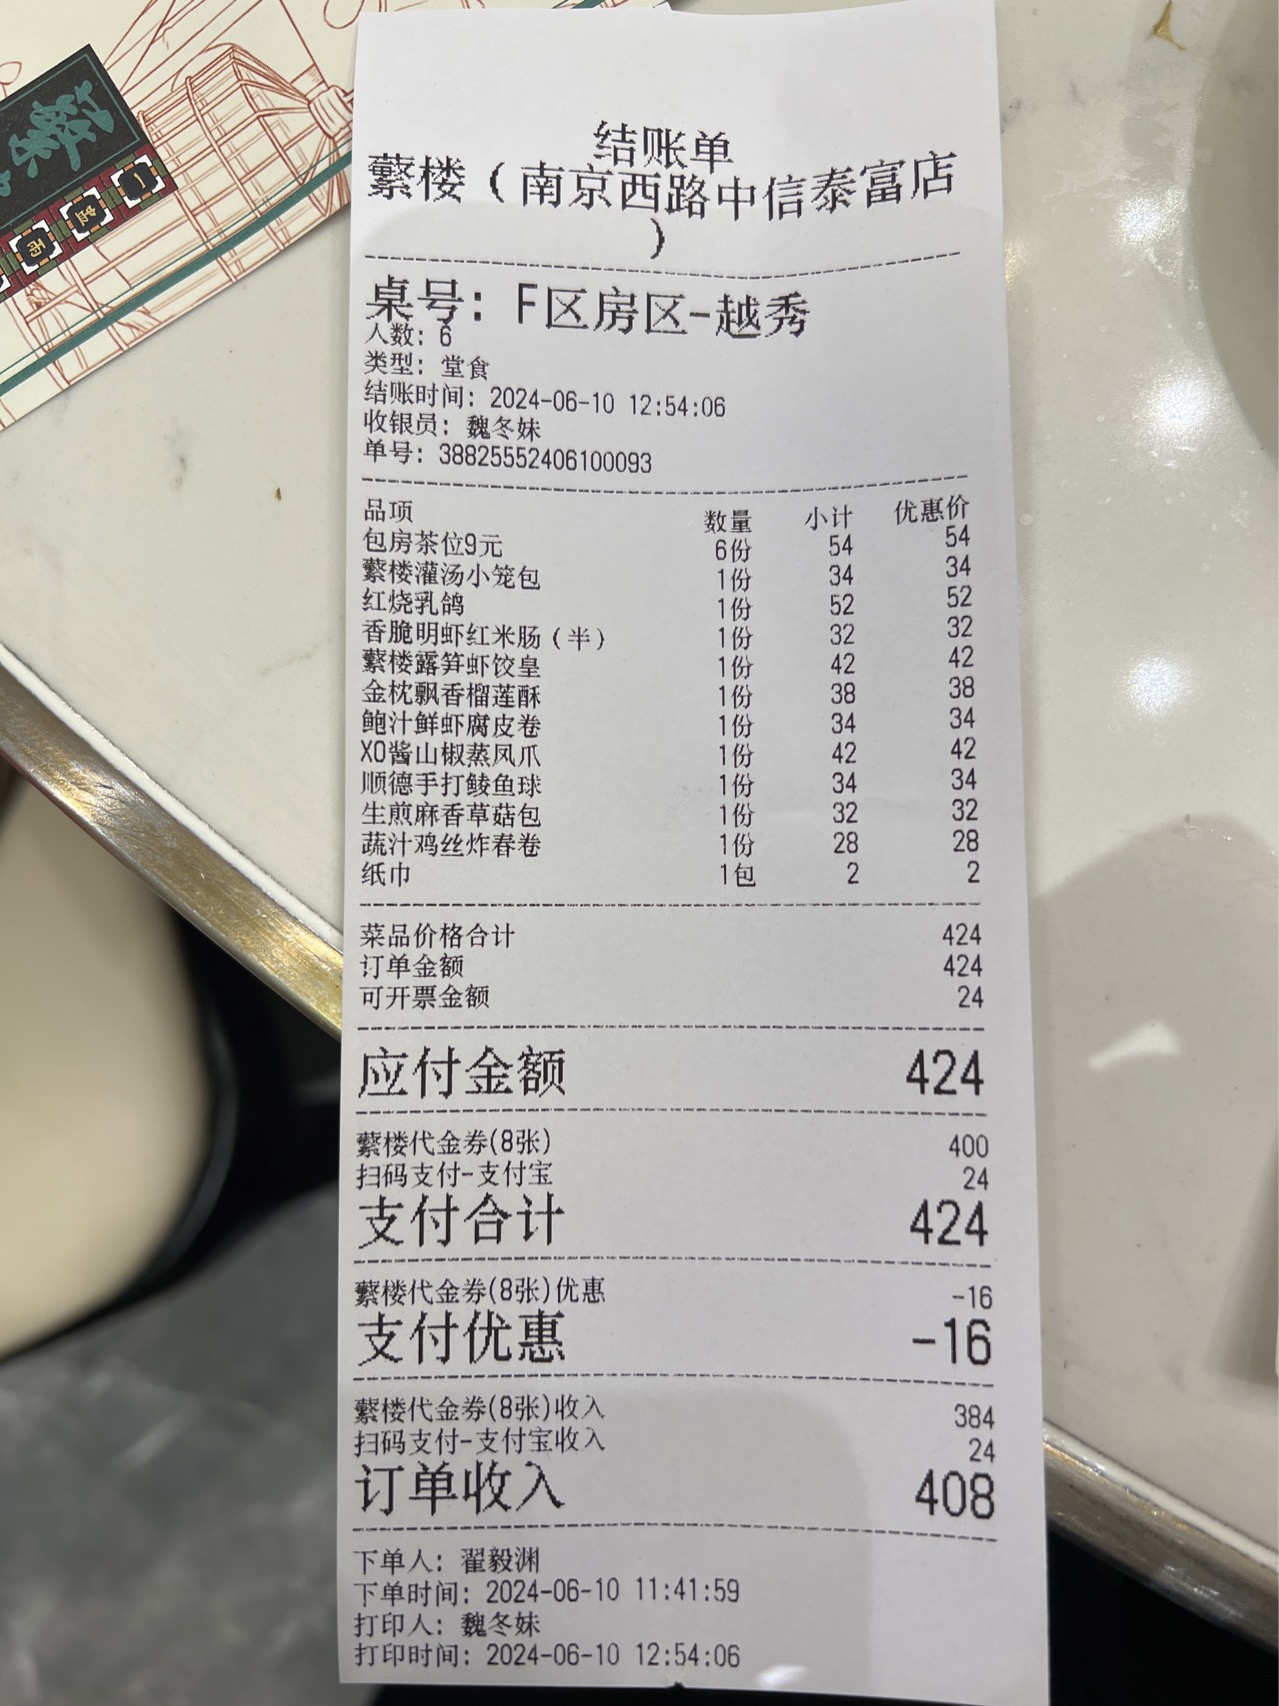 结账单
蘩楼（南京西路中信泰富店
）
桌号：F区房区-越秀
人数：6
类型：堂食
结账时间：2024-06-10 12:54:06
收银员：魏冬妹
单号：38825552406100093
品项 数量 小计 优惠价
包房茶位9元 6份 54 54
蘩楼灌汤小笼包 1份 34 34
红烧乳鸽 1份 52 52
香脆明虾红米肠（半） 1份 32 32
蘩楼露笋虾饺皇 1份 42 42
金枕飘香榴莲酥 1份 38 38
鲍汁鲜虾腐皮卷 1份 34 34
XO酱山椒蒸凤爪 1份 42 42
顺德手打鲮鱼球 1份 34 34
生煎麻香草菇包 1份 32 32
蔬汁鸡丝炸春卷 1份 28 28
纸巾 1包 2 2
菜品价格合计 424
订单金额 424
可开票金额 24
应付金额 424
蘩楼代金券(8张) 400
扫码支付-支付宝 24
支付合计 424
蘩楼代金券(8张)优惠 -16
支付优惠 -16
蘩楼代金券(8张)收入 384
扫码支付-支付宝收入 24
订单收入 408
下单人：翟毅渊
下单时间：2024-06-10 11:41:59
打印人：魏冬妹
打印时间：2024-06-10 12:54:06